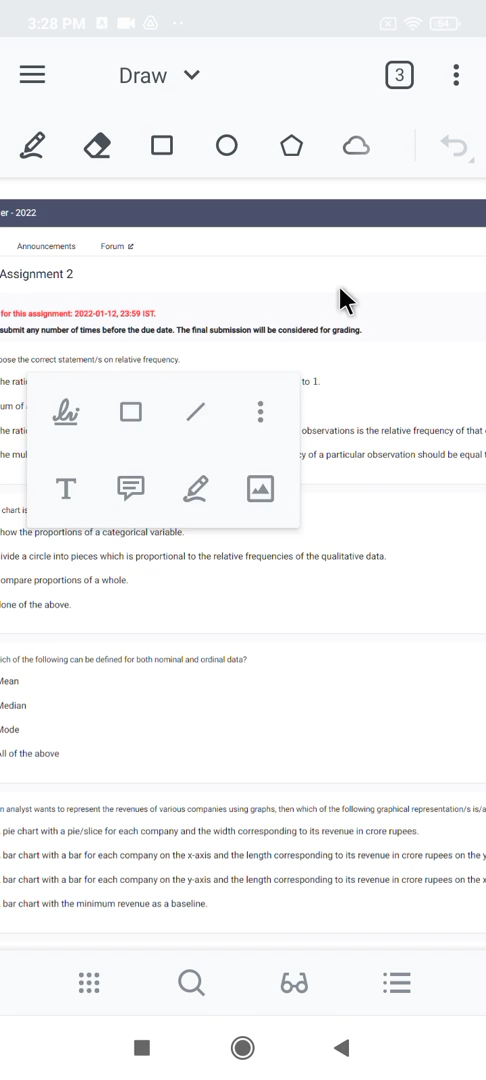 3:28 PM
54
Draw
3
er - 2022
Announcements Forum
Assignment 2
for this assignment: 2022-01-12, 23:59 IST.
submit any number of times before the due date. The final submission will be considered for grading.
oose the correct statement/s on relative frequency.
he rati to 1.
um of
he rati observations is the relative frequency of that
he mul cy of a particular observation should be equal
chart is
how the proportions of a categorical variable.
ivide a circle into pieces which is proportional to the relative frequencies of the qualitative data.
ompare proportions of a whole.
one of the above.
ich of the following can be defined for both nominal and ordinal data?
Mean
Median
Mode
All of the above
n analyst wants to represent the revenues of various companies using graphs, then which of the following graphical representation/s is/a
pie chart with a pie/slice for each company and the width corresponding to its revenue in crore rupees.
bar chart with a bar for each company on the x-axis and the length corresponding to its revenue in crore rupees on the y
bar chart with a bar for each company on the y-axis and the length corresponding to its revenue in crore rupees on the x
bar chart with the minimum revenue as a baseline.